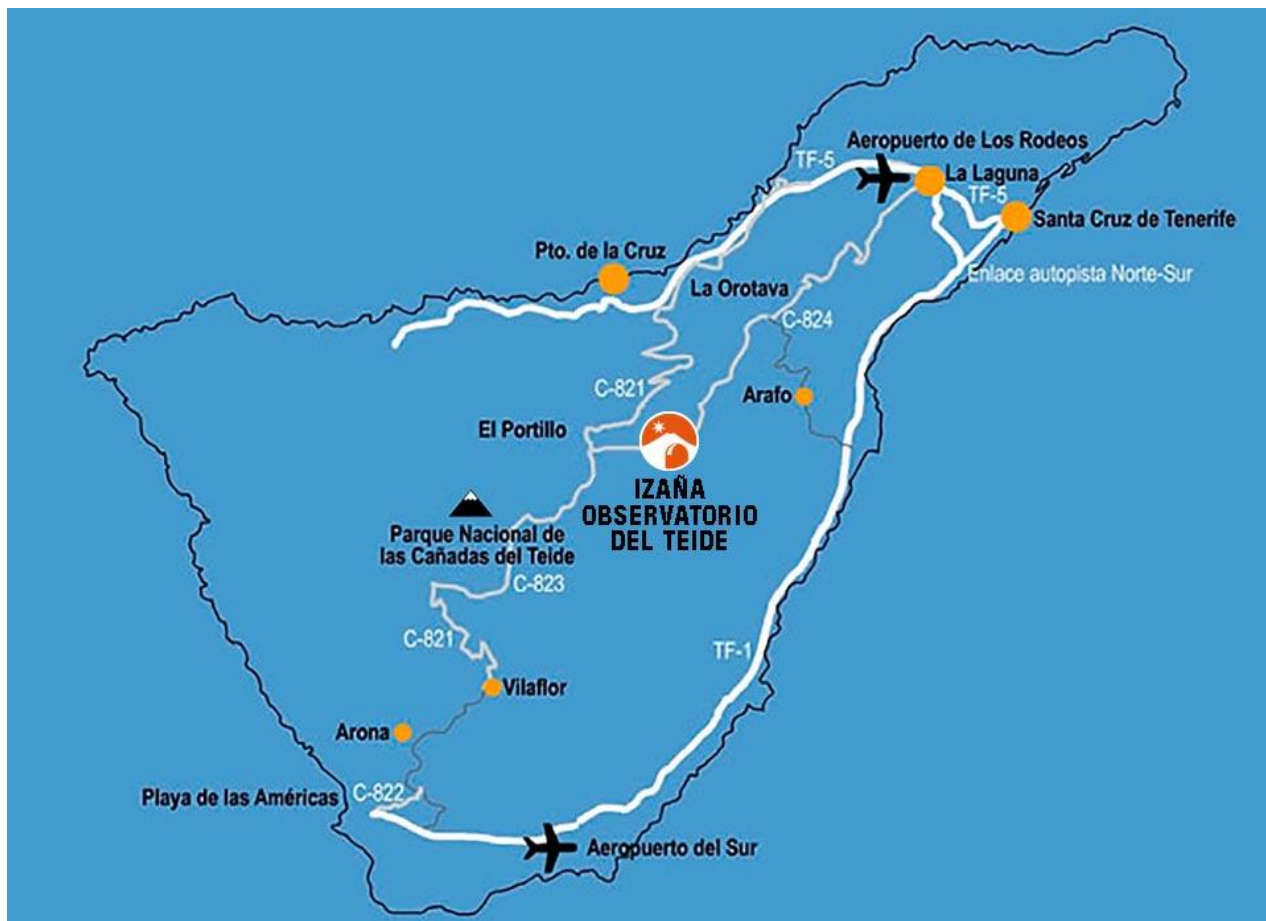 Aeropuerto de Los Rodeos
TF-5
La Laguna
TF-5
Santa Cruz de Tenerife
Pto. de la Cruz
Enlace autopista Norte-Sur
La Orotava
C-824
C-821
Arafo
El Portillo
IZAÑA
OBSERVATORIO
DEL TEIDE
Parque Nacional de
las Cañadas del Teide
C-823
C-821
TF-1
Vilaflor
Arona
Playa de las Américas
C-822
Aeropuerto del Sur